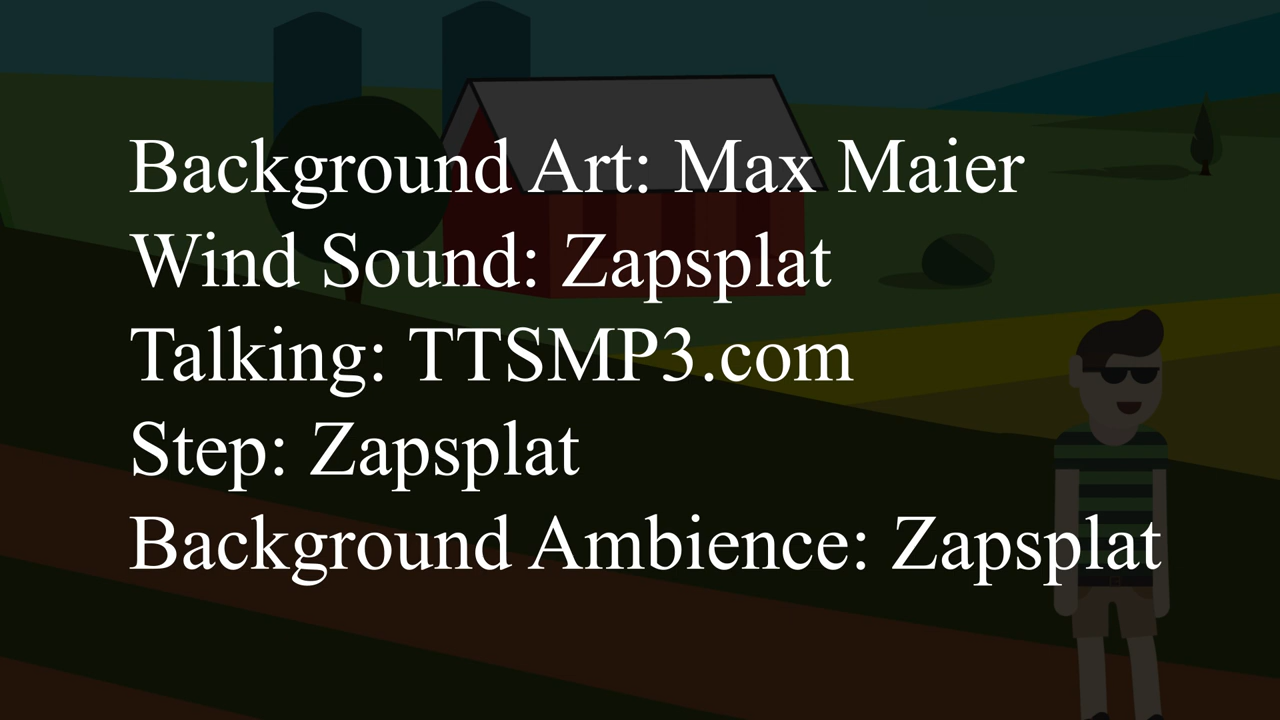 Background Art: Max Maier
Wind Sound: Zapsplat
Talking: TTSMP3.com
Step: Zapsplat
Background Ambience: Zapsplat